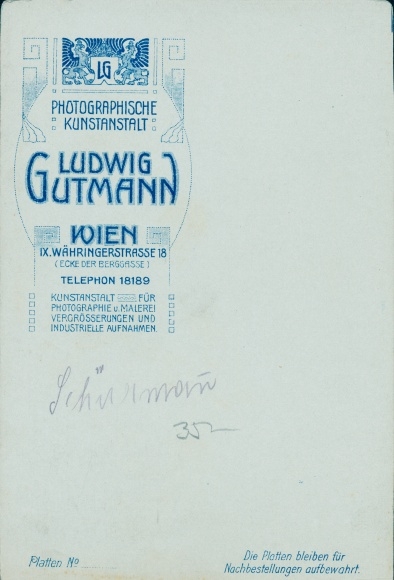 LG
PHOTOGRAPHISCHE
KUNSTANSTALT
LUDWIG
GUTMANN
WIEN
IX. WÄHRINGERSTRASSE 18
(ECKE DER BERGGASSE)
TELEPHON 18189
KUNSTANSTALT FÜR
PHOTOGRAPHIE u. MALEREI
VERGRÖSSERUNGEN UND
INDUSTRIELLE AUFNAHMEN.
Schürmann
35
Platten No
Die Platten bleiben für
Nachbestellungen aufbewahrt.